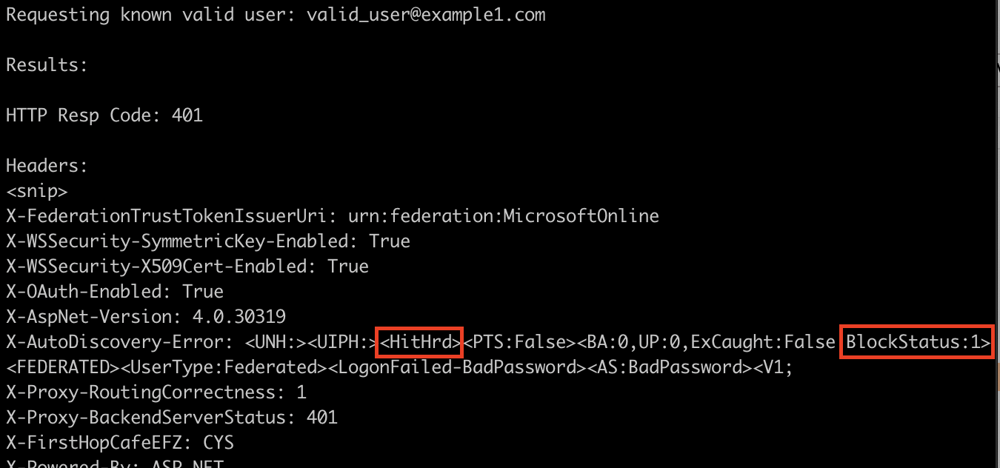 Requesting known valid user: valid_user@example1.com
Results:
HTTP Resp Code: 401
Headers:
<snip>
X-FederationTrustTokenIssuerUri: urn:federation:MicrosoftOnline
X-WSSecurity-SymmetricKey-Enabled: True
X-WSSecurity-X509Cert-Enabled: True
X-OAuth-Enabled: True
X-AspNet-Version: 4.0.30319
X-AutoDiscovery-Error: <UNH:><UIPH:><HitHrd><PTS:False><BA:0,UP:0,ExCaught:False BlockStatus:1>
<FEDERATED><UserType:Federated><LogonFailed-BadPassword><AS:BadPassword><V1;
X-Proxy-RoutingCorrectness: 1
X-Proxy-BackendServerStatus: 401
X-FirstHopCafeEFZ: CYS
X-Powered-By: ASP.NET